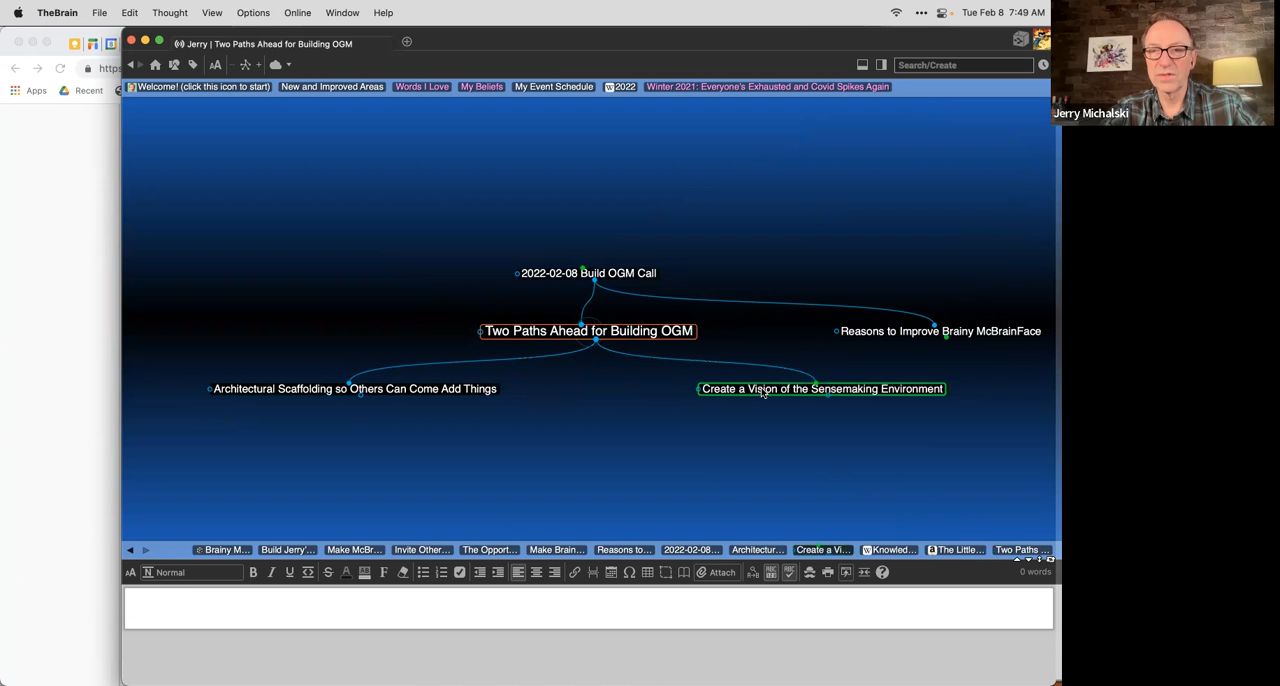 TheBrain File Edit Thought View Options Online Window Help
Tue Feb 8 7:49 AM
Jerry | Two Paths Ahead for Building OGM
https
Apps Recent
AA
Search/Create
Welcome! (click this icon to start) New and Improved Areas Words I Love My Beliefs My Event Schedule W 2022 Winter 2021: Everyone's Exhausted and Covid Spikes Again
Jerry Michalski
2022-02-08 Build OGM Call
Two Paths Ahead for Building OGM
Reasons to Improve Brainy McBrainFace
Architectural Scaffolding so Others Can Come Add Things
Create a Vision of the Sensemaking Environment
Brainy M... Build Jerry'... Make McBr... Invite Other... The Opport... Make Brain... Reasons to... 2022-02-08... Architectur... Create a Vi... W Knowled... a The Little... Two Paths ...
AA N Normal B I U S A F Attach
0 words